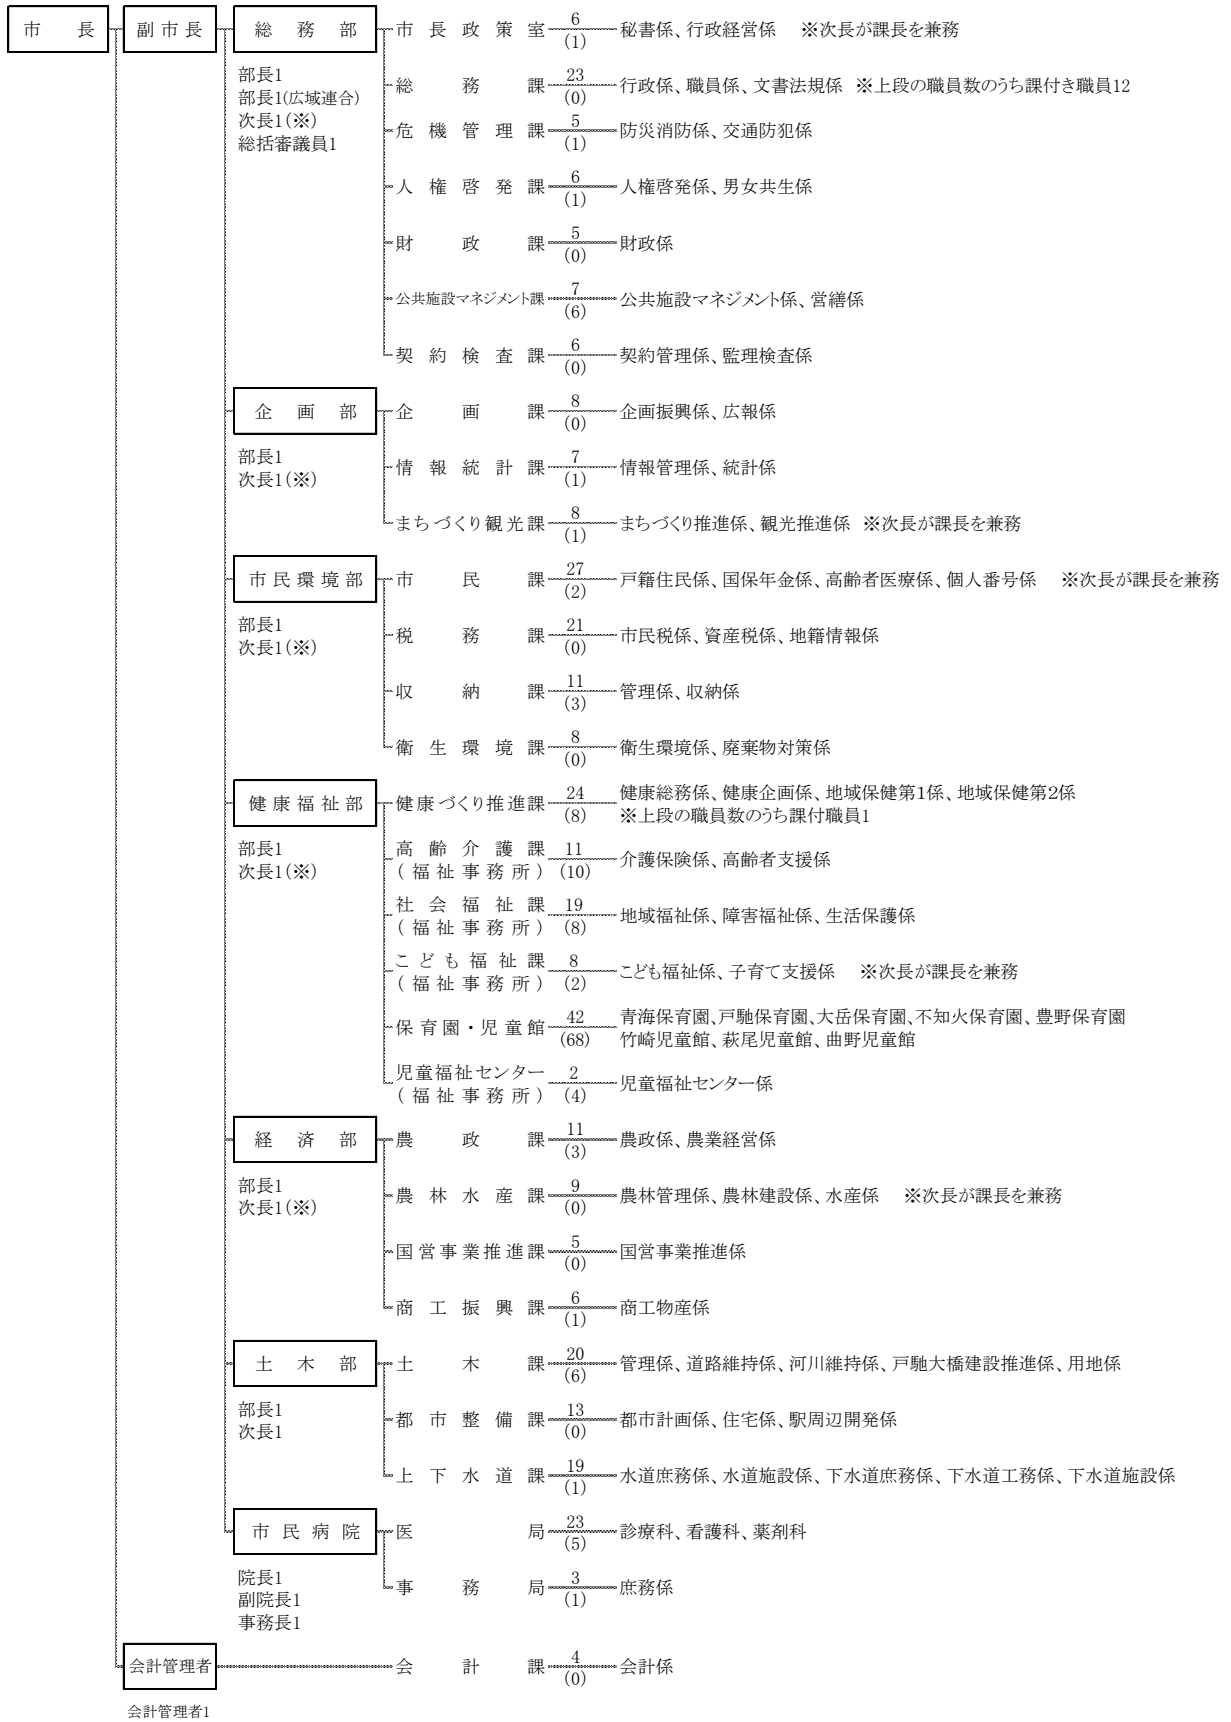 市長 副市長 総務部 市長政策室 6 (1) 秘書係、行政経営係 ※次長が課長を兼務
部長1
部長1(広域連合)
次長1(※)
総括審議員1
総務課 23 (0) 行政係、職員係、文書法規係 ※上段の職員数のうち課付き職員12
危機管理課 5 (1) 防災消防係、交通防犯係
人権啓発課 6 (1) 人権啓発係、男女共生係
財政課 5 (0) 財政係
公共施設マネジメント課 7 (6) 公共施設マネジメント係、営繕係
契約検査課 6 (0) 契約管理係、監理検査係
企画部 企画課 8 (0) 企画振興係、広報係
部長1
次長1(※)
情報統計課 7 (1) 情報管理係、統計係
まちづくり観光課 8 (1) まちづくり推進係、観光推進係 ※次長が課長を兼務
市民環境部 市民課 27 (2) 戸籍住民係、国保年金係、高齢者医療係、個人番号係 ※次長が課長を兼務
部長1
次長1(※)
税務課 21 (0) 市民税係、資産税係、地籍情報係
収納課 11 (3) 管理係、収納係
衛生環境課 8 (0) 衛生環境係、廃棄物対策係
健康福祉部 健康づくり推進課 24 (8) 健康総務係、健康企画係、地域保健第1係、地域保健第2係
※上段の職員数のうち課付職員1
部長1
次長1(※)
高齢介護課 11
(福祉事務所) (10) 介護保険係、高齢者支援係
社会福祉課 19
(福祉事務所) (8) 地域福祉係、障害福祉係、生活保護係
こども福祉課 8
(福祉事務所) (2) こども福祉係、子育て支援係 ※次長が課長を兼務
保育園・児童館 42 (68) 青海保育園、戸馳保育園、大岳保育園、不知火保育園、豊野保育園
竹崎児童館、萩尾児童館、曲野児童館
児童福祉センター 2
(福祉事務所) (4) 児童福祉センター係
経済部 農政課 11 (3) 農政係、農業経営係
部長1
次長1(※)
農林水産課 9 (0) 農林管理係、農林建設係、水産係 ※次長が課長を兼務
国営事業推進課 5 (0) 国営事業推進係
商工振興課 6 (1) 商工物産係
土木部 土木課 20 (6) 管理係、道路維持係、河川維持係、戸馳大橋建設推進係、用地係
部長1
次長1
都市整備課 13 (0) 都市計画係、住宅係、駅周辺開発係
上下水道課 19 (1) 水道庶務係、水道施設係、下水道庶務係、下水道工務係、下水道施設係
市民病院 医局 23 (5) 診療科、看護科、薬剤科
院長1
副院長1
事務長1
事務局 3 (1) 庶務係
会計管理者 会計課 4 (0) 会計係
会計管理者1